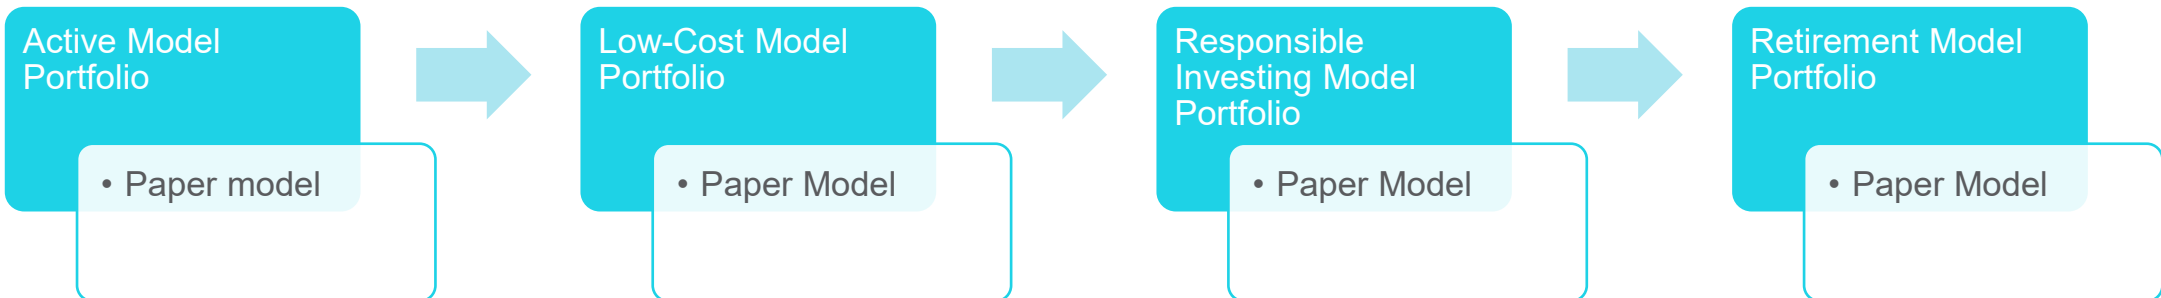 Active Model
Portfolio
• Paper model
Low-Cost Model
Portfolio
• Paper Model
Responsible
Investing Model
Portfolio
• Paper Model
Retirement Model
Portfolio
• Paper Model